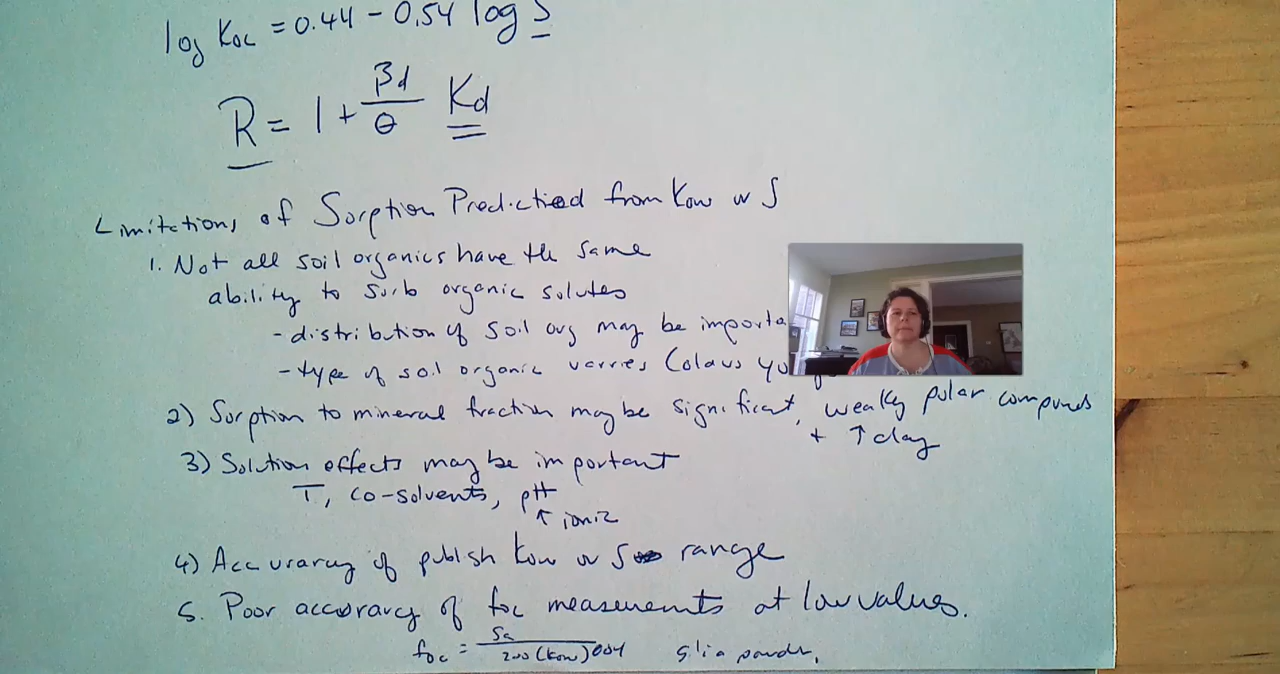 log Koc = 0.44 - 0.54 log S
R = 1 + βd/θ Kd
Limitations of Sorption Predicted from Kow or S
1. Not all soil organics have the same
ability to sorb organic solutes
- distribution of soil org may be importa
- type of soil organic varries
2) Sorption to mineral fraction may be significant, weakly polar compounds
+ ↑ clay
3) Solution effects may be important
T, co-solvents, pH
↑ ioniz
4) Accuracy of publish Kow or S range
5. Poor accuracy of foc measurements at low values.
foc = Sa / 200 (Kow)